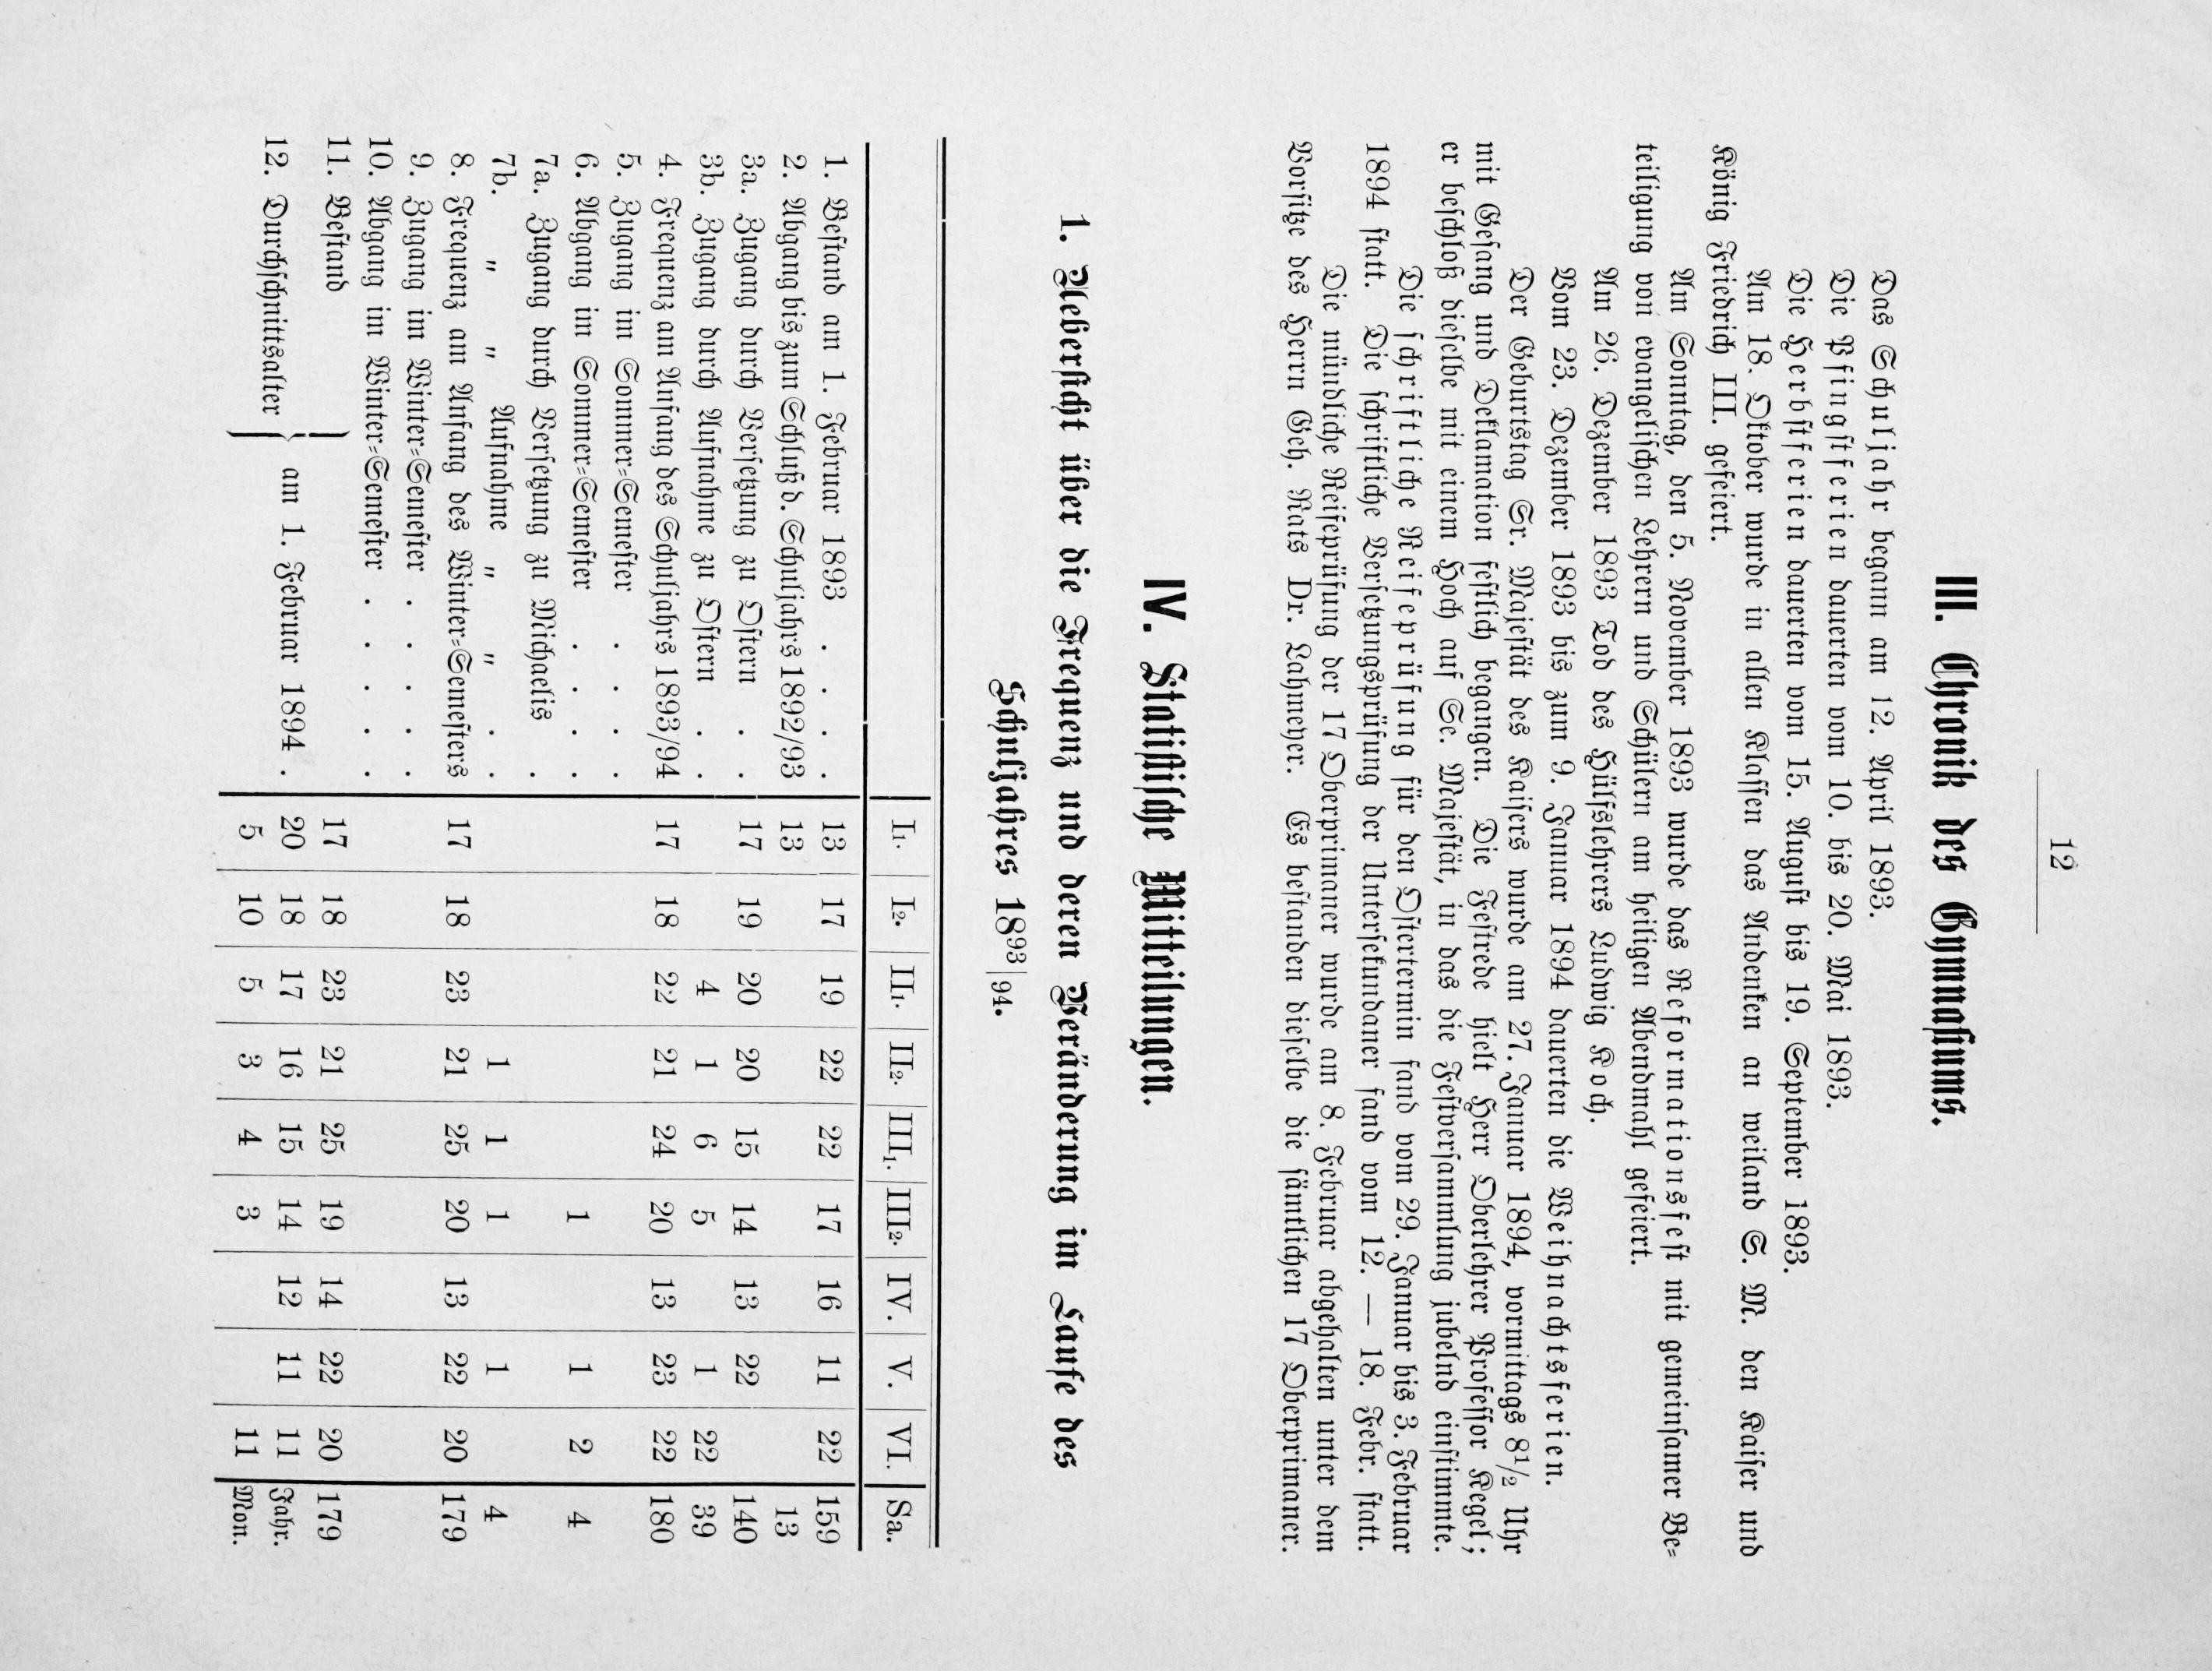 12
III. Chronik des Gymnasiums.
Das Schuljahr begann am 12. April 1893.
Die Pfingstferien dauerten vom 10. bis 20. Mai 1893.
Die Herbstferien dauerten vom 15. August bis 19. September 1893.
Am 18. Oktober wurde in allen Klassen das Andenken an weiland S. M. den Kaiser und
König Friedrich III. gefeiert.
Am Sonntag, den 5. November 1893 wurde das Reformationsfest mit gemeinsamer Be-
teiligung von evangelischen Lehrern und Schülern am heiligen Abendmahl gefeiert.
Am 26. Dezember 1893 Tod des Hülfslehrers Ludwig Koch.
Vom 23. Dezember 1893 bis zum 9. Januar 1894 dauerten die Weihnachtsferien.
Der Geburtstag Sr. Majestät des Kaisers wurde am 27. Januar 1894, vormittags 8½ Uhr
mit Gesang und Deklamation festlich begangen. Die Festrede hielt Herr Oberlehrer Professor Kegel;
er beschloß dieselbe mit einem Hoch auf Se. Majestät, in das die Festversammlung jubelnd einstimmte.
Die schriftliche Reifeprüfung für den Ostertermin fand vom 29. Januar bis 3. Februar
1894 statt. Die schriftliche Versetzungsprüfung der Untersekundaner fand vom 12. — 18. Febr. statt.
Die mündliche Reifeprüfung der 17 Oberprimaner wurde am 8. Februar abgehalten unter dem
Vorsitze des Herrn Geh. Rats Dr. Lahmeyer. Es bestanden dieselbe die sämtlichen 17 Oberprimaner.
IV. Statistische Mitteilungen.
1. Uebersicht über die Frequenz und deren Veränderung im Laufe des
Schuljahres 1893|94.
I1. I2. II1. II2. III1. III2. IV. V. VI. Sa.
1. Bestand am 1. Februar 1893 . . . . 13 17 19 22 22 17 16 11 22 159
2. Abgang bis zum Schluß d. Schuljahrs 1892/93 13 13
3a. Zugang durch Versetzung zu Ostern . . 17 19 20 20 15 14 13 22 140
3b. Zugang durch Aufnahme zu Ostern . . 4 1 6 5 1 22 39
4. Frequenz am Anfang des Schuljahrs 1893/94 17 18 22 21 24 20 13 23 22 180
5. Zugang im Sommer-Semester . . . .
6. Abgang im Sommer-Semester . . . . 1 1 2 4
7a. Zugang durch Versetzung zu Michaelis .
7b. " " Aufnahme " " . . 1 1 1 1 4
8. Frequenz am Anfang des Winter-Semesters 17 18 23 21 25 20 13 22 20 179
9. Zugang im Winter-Semester . . . . .
10. Abgang im Winter-Semester . . . . .
11. Bestand 17 18 23 21 25 19 14 22 20 179
am 1. Februar 1894 . 20 18 17 16 15 14 12 11 11 Jahr.
12. Durchschnittsalter 5 10 5 3 4 3 11 Mon.